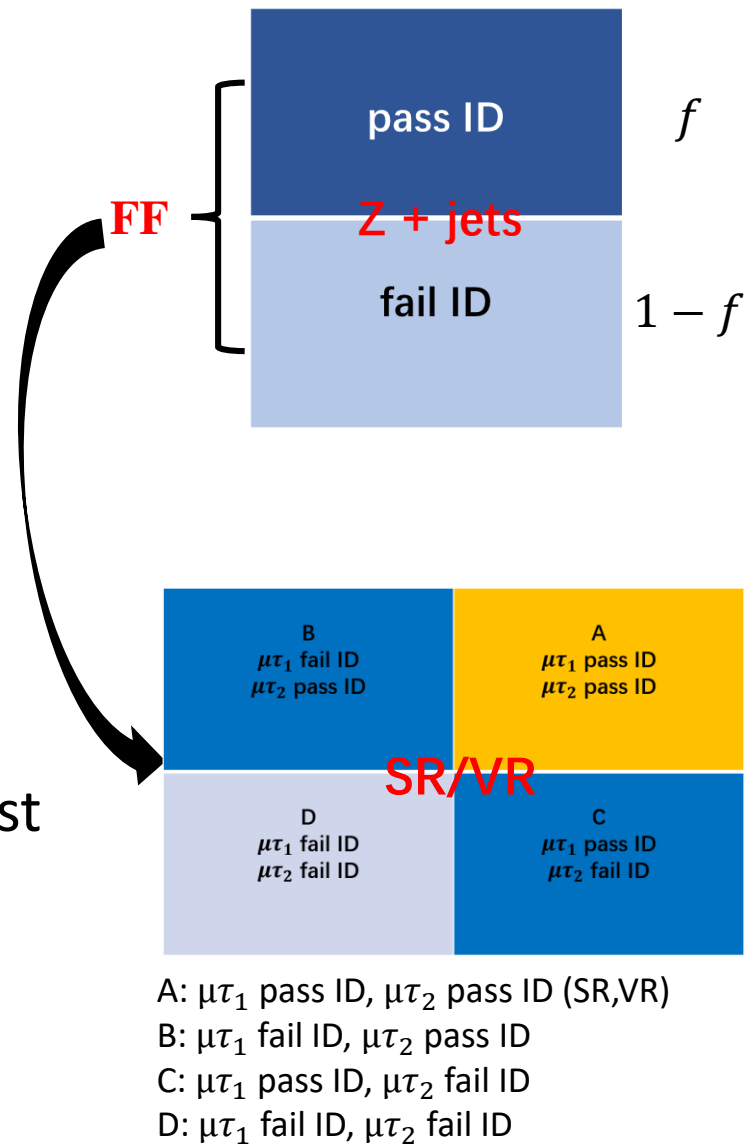 pass ID
f
FF
Z + jets
fail ID
1 − f
B
μτ₁ fail ID
μτ₂ pass ID
A
μτ₁ pass ID
μτ₂ pass ID
SR/VR
st
D
μτ₁ fail ID
μτ₂ fail ID
C
μτ₁ pass ID
μτ₂ fail ID
A: μτ₁ pass ID, μτ₂ pass ID (SR,VR)
B: μτ₁ fail ID, μτ₂ pass ID
C: μτ₁ pass ID, μτ₂ fail ID
D: μτ₁ fail ID, μτ₂ fail ID